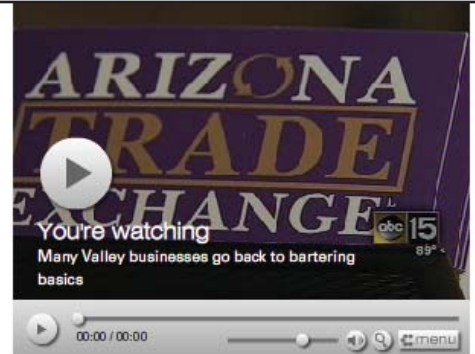 ARIZONA
TRADE
EXCHANGE
abc 15
89°
You're watching
Many Valley businesses go back to bartering
basics
00:00 / 00:00
menu